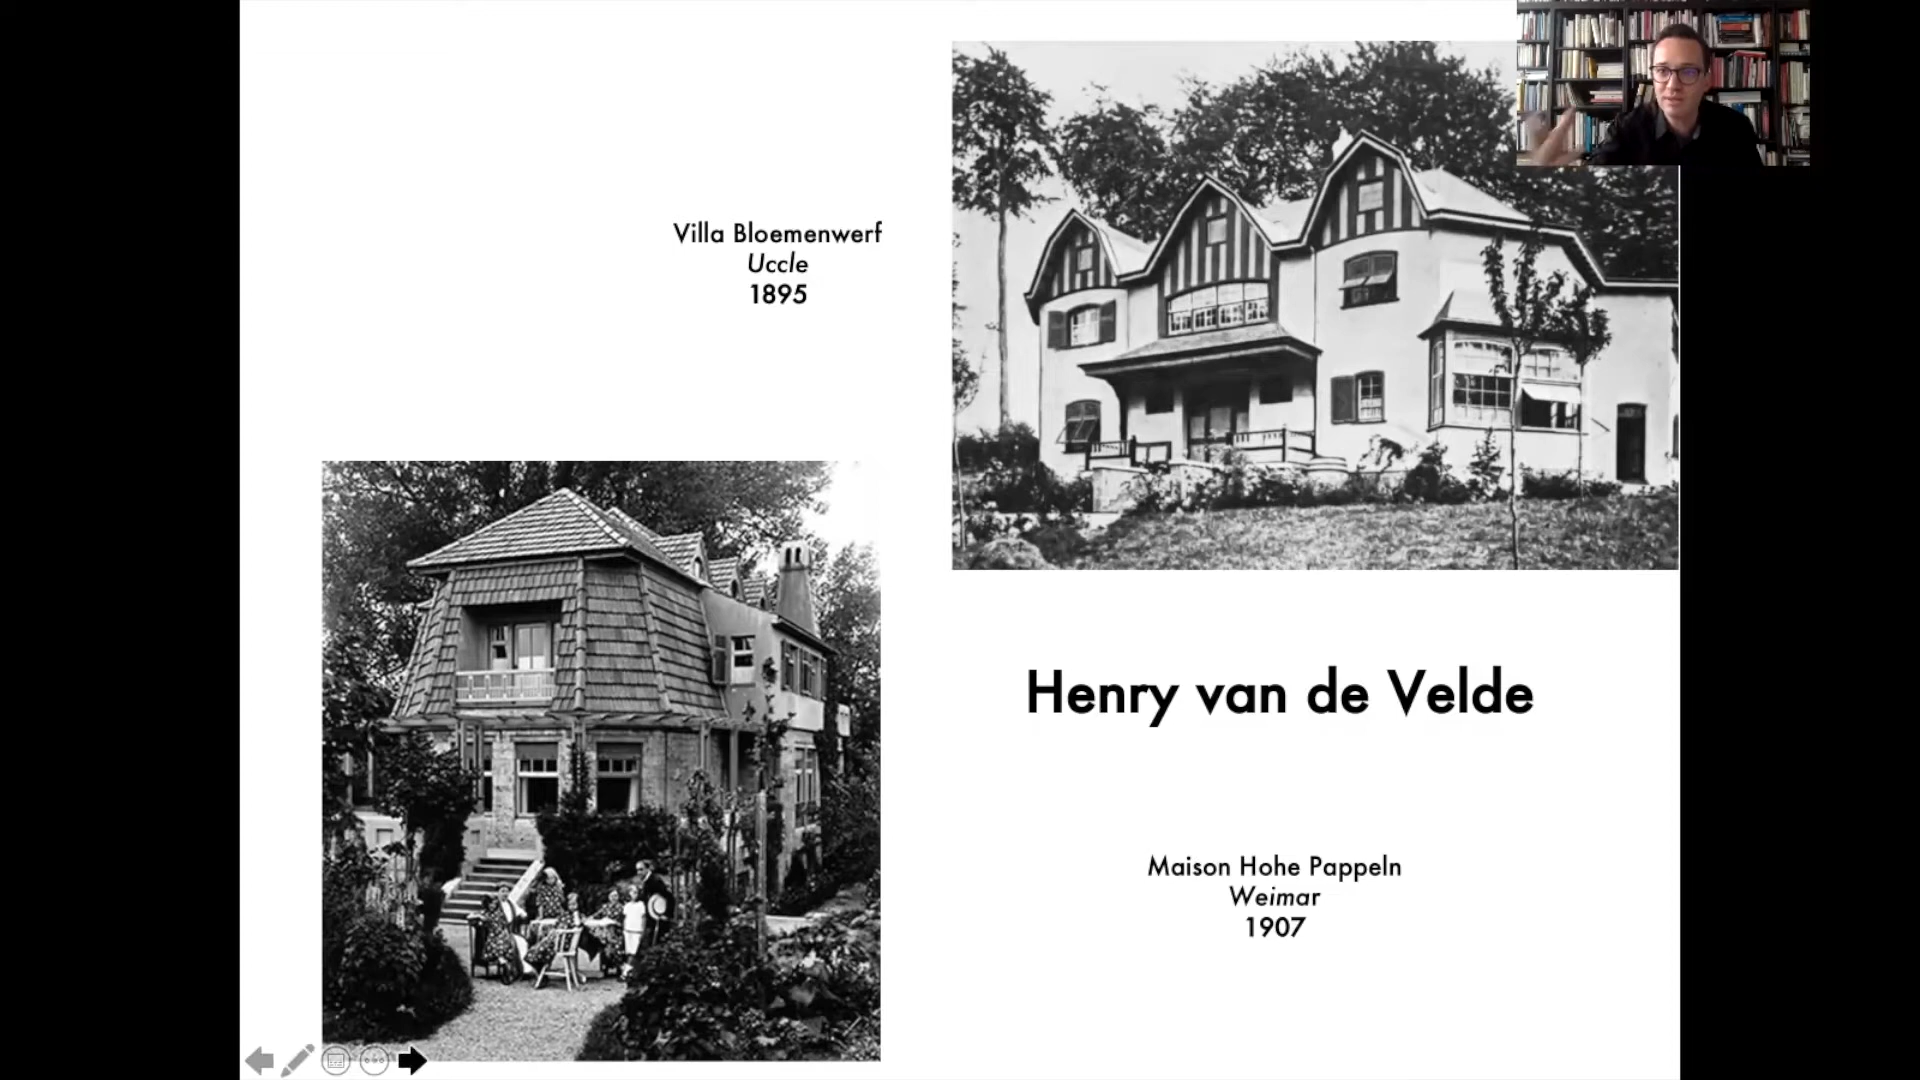 Villa Bloemenwerf
Uccle
1895
Henry van de Velde
Maison Hohe Pappeln
Weimar
1907